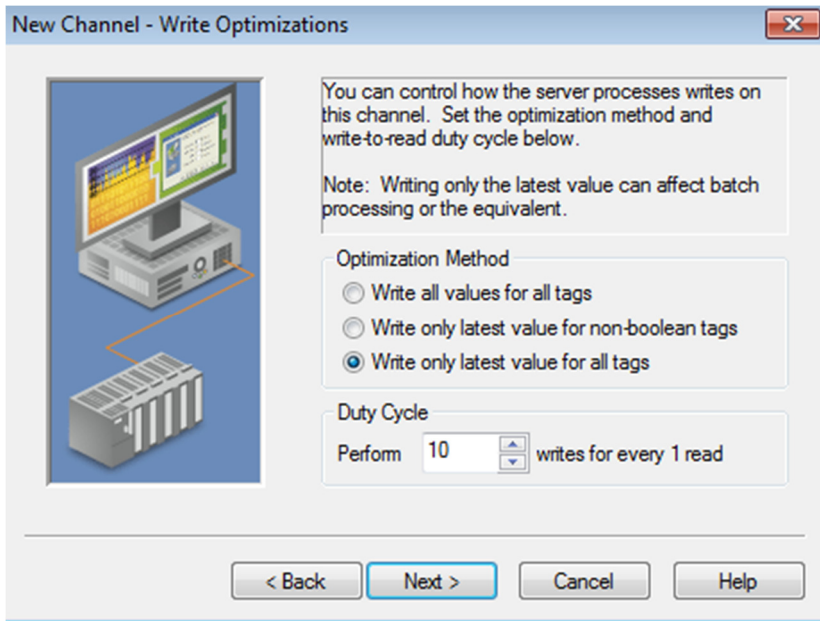 New Channel - Write Optimizations
You can control how the server processes writes on
this channel.  Set the optimization method and
write-to-read duty cycle below.
Note:  Writing only the latest value can affect batch
processing or the equivalent.
Optimization Method
Write all values for all tags
Write only latest value for non-boolean tags
Write only latest value for all tags
Duty Cycle
Perform 10 writes for every 1 read
< Back Next > Cancel Help